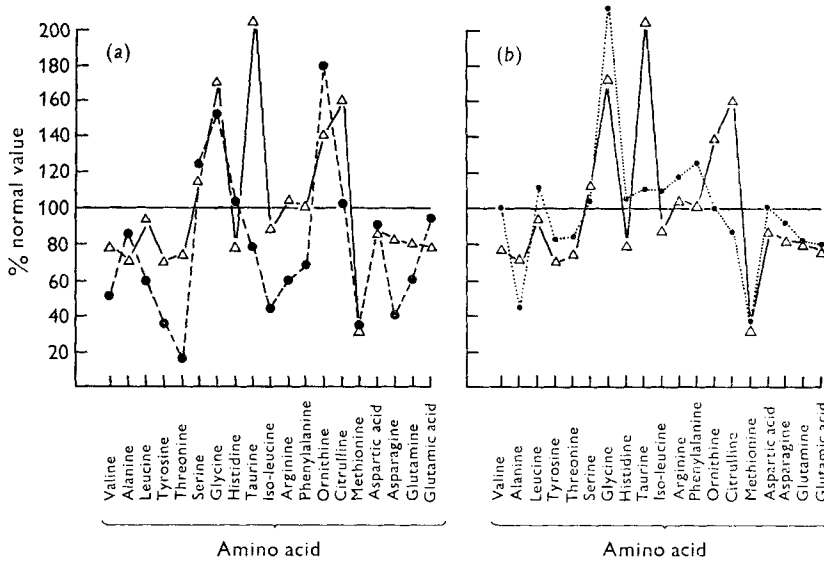 (a)
(b)
% normal value
200
180
160
140
120
100
80
60
40
20
Valine
Alanine
Leucine
Tyrosine
Threonine
Serine
Glycine
Histidine
Taurine
Iso-leucine
Arginine
Phenylalanine
Ornithine
Citrulline
Methionine
Aspartic acid
Asparagine
Glutamine
Glutamic acid
Amino acid
Valine
Alanine
Leucine
Tyrosine
Threonine
Serine
Glycine
Histidine
Taurine
Iso-leucine
Arginine
Phenylalanine
Ornithine
Citrulline
Methionine
Aspartic acid
Asparagine
Glutamine
Glutamic acid
Amino acid